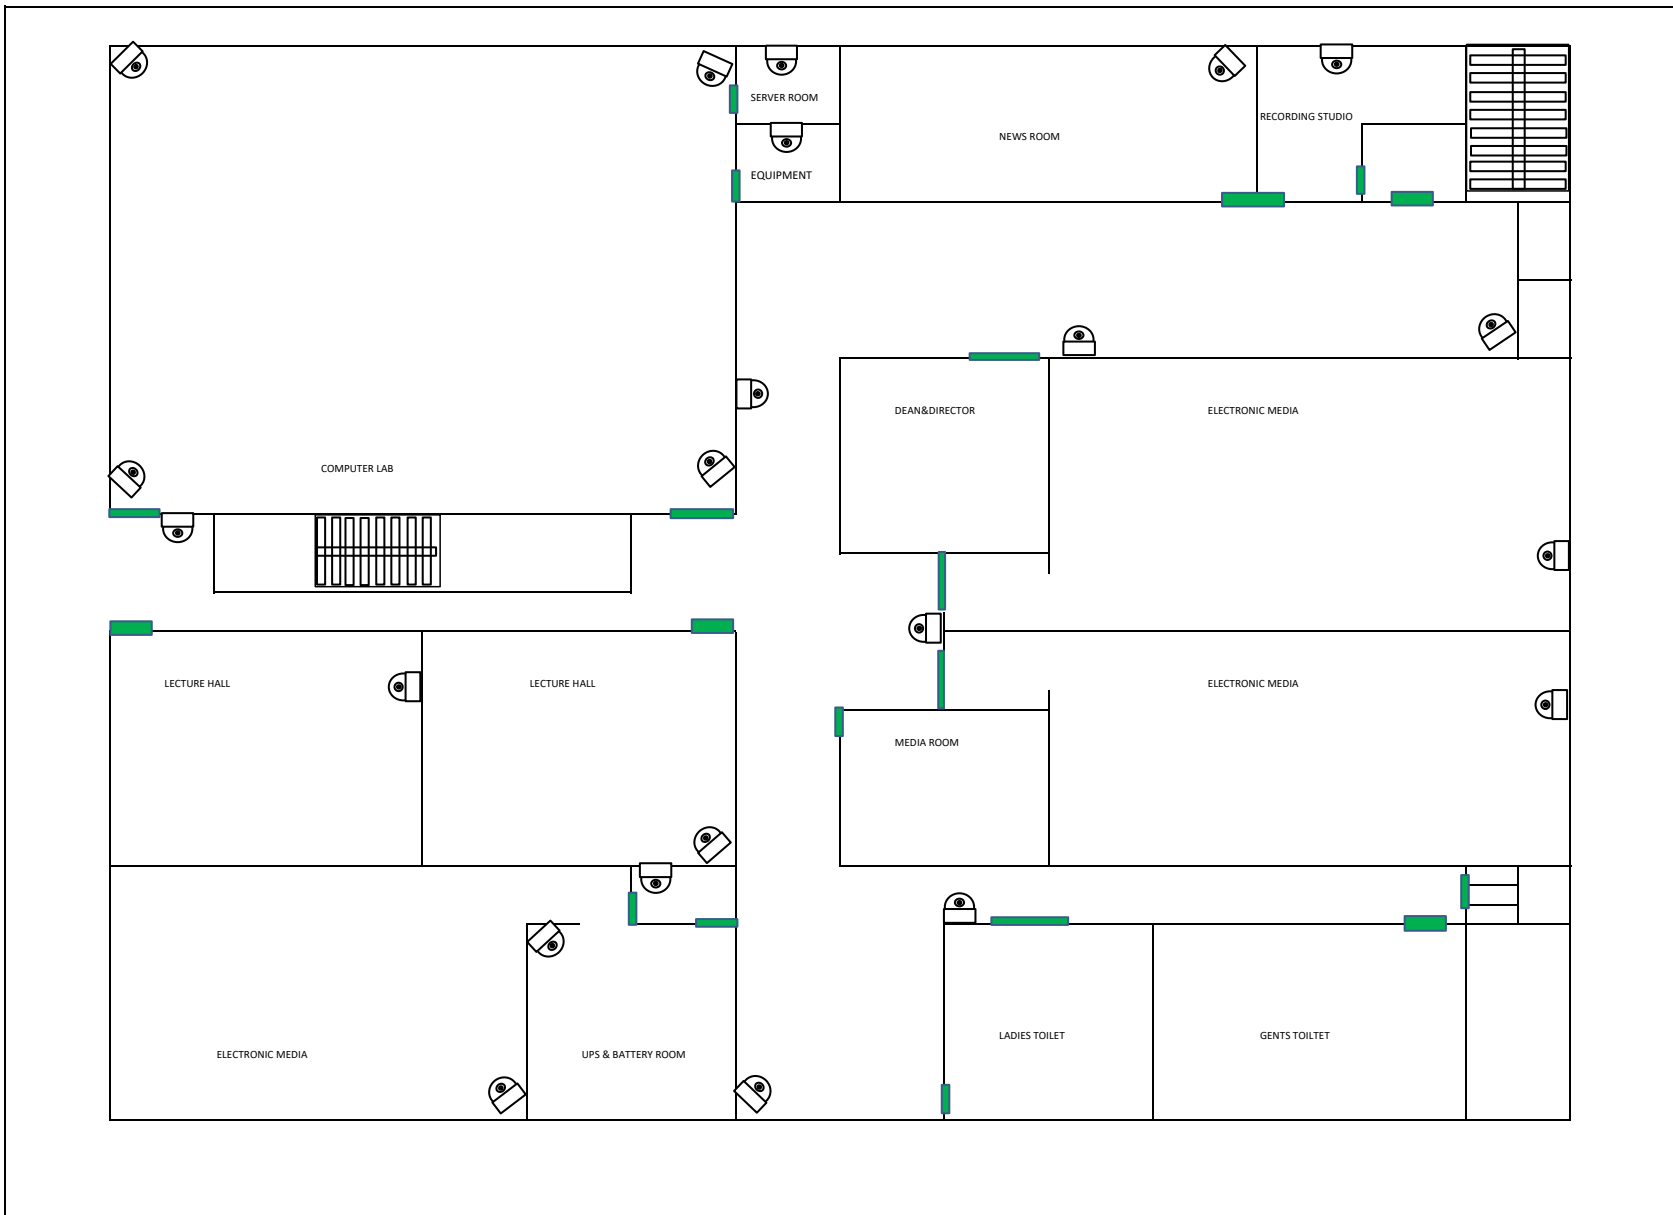 SERVER ROOM
RECORDING STUDIO
NEWS ROOM
EQUIPMENT
DEAN&DIRECTOR
ELECTRONIC MEDIA
COMPUTER LAB
LECTURE HALL
LECTURE HALL
ELECTRONIC MEDIA
MEDIA ROOM
LADIES TOILET
GENTS TOILTET
ELECTRONIC MEDIA
UPS & BATTERY ROOM